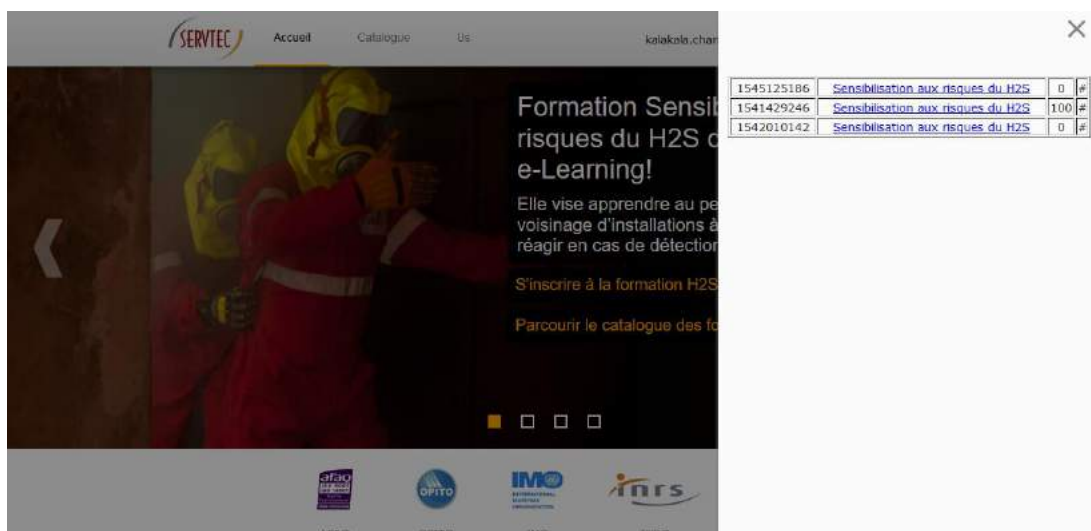 SERVTEC
Accueil Catalogue Us kalakala.char
Formation Sensib
risques du H2S d
e-Learning!
Elle vise apprendre au pe
voisinage d'installations à
réagir en cas de détection
S'inscrire à la formation H2S
Parcourir le catalogue des fo
1545125186 Sensibilisation aux risques du H2S 0 #
1541429246 Sensibilisation aux risques du H2S 100 #
1542010142 Sensibilisation aux risques du H2S 0 #
afaq
OPITO
IMO
INTERNATIONAL
MARITIME
ORGANIZATION
inrs